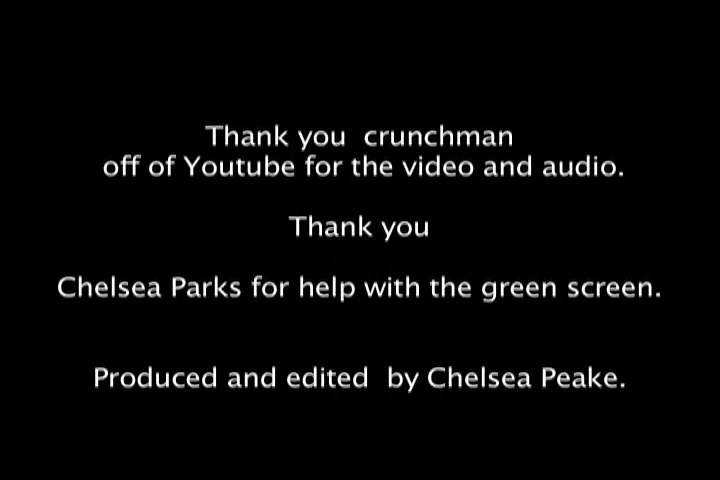 Thank you  crunchman
off of Youtube for the video and audio.
Thank you
Chelsea Parks for help with the green screen.
Produced and edited  by Chelsea Peake.